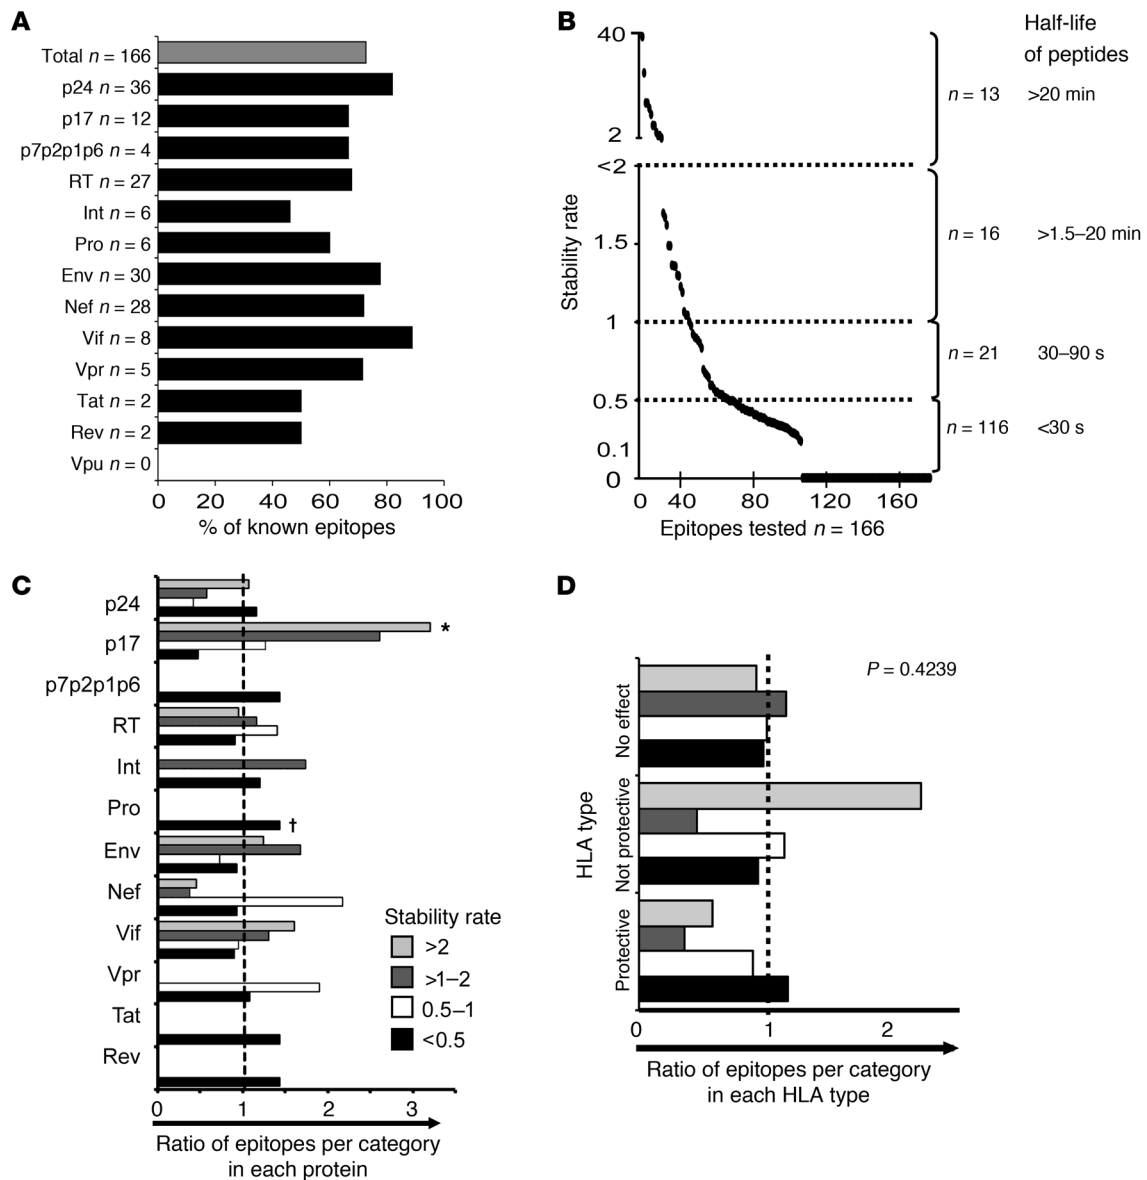 A
Total n = 166
p24 n = 36
p17 n = 12
p7p2p1p6 n = 4
RT n = 27
Int n = 6
Pro n = 6
Env n = 30
Nef n = 28
Vif n = 8
Vpr n = 5
Tat n = 2
Rev n = 2
Vpu n = 0
0 20 40 60 80 100
% of known epitopes
B
Half-life
of peptides
Stability rate
40
2
<2
1.5
1
0.5
0.1
0
n = 13 >20 min
n = 16 >1.5–20 min
n = 21 30–90 s
n = 116 <30 s
0 40 80 120 160
Epitopes tested n = 166
C
p24
p17 *
p7p2p1p6
RT
Int
Pro †
Env
Nef
Vif
Vpr
Tat
Rev
Stability rate
>2
>1–2
0.5–1
<0.5
0 1 2 3
Ratio of epitopes per category
in each protein
D
P = 0.4239
HLA type
No effect
Not protective
Protective
0 1 2
Ratio of epitopes per category
in each HLA type